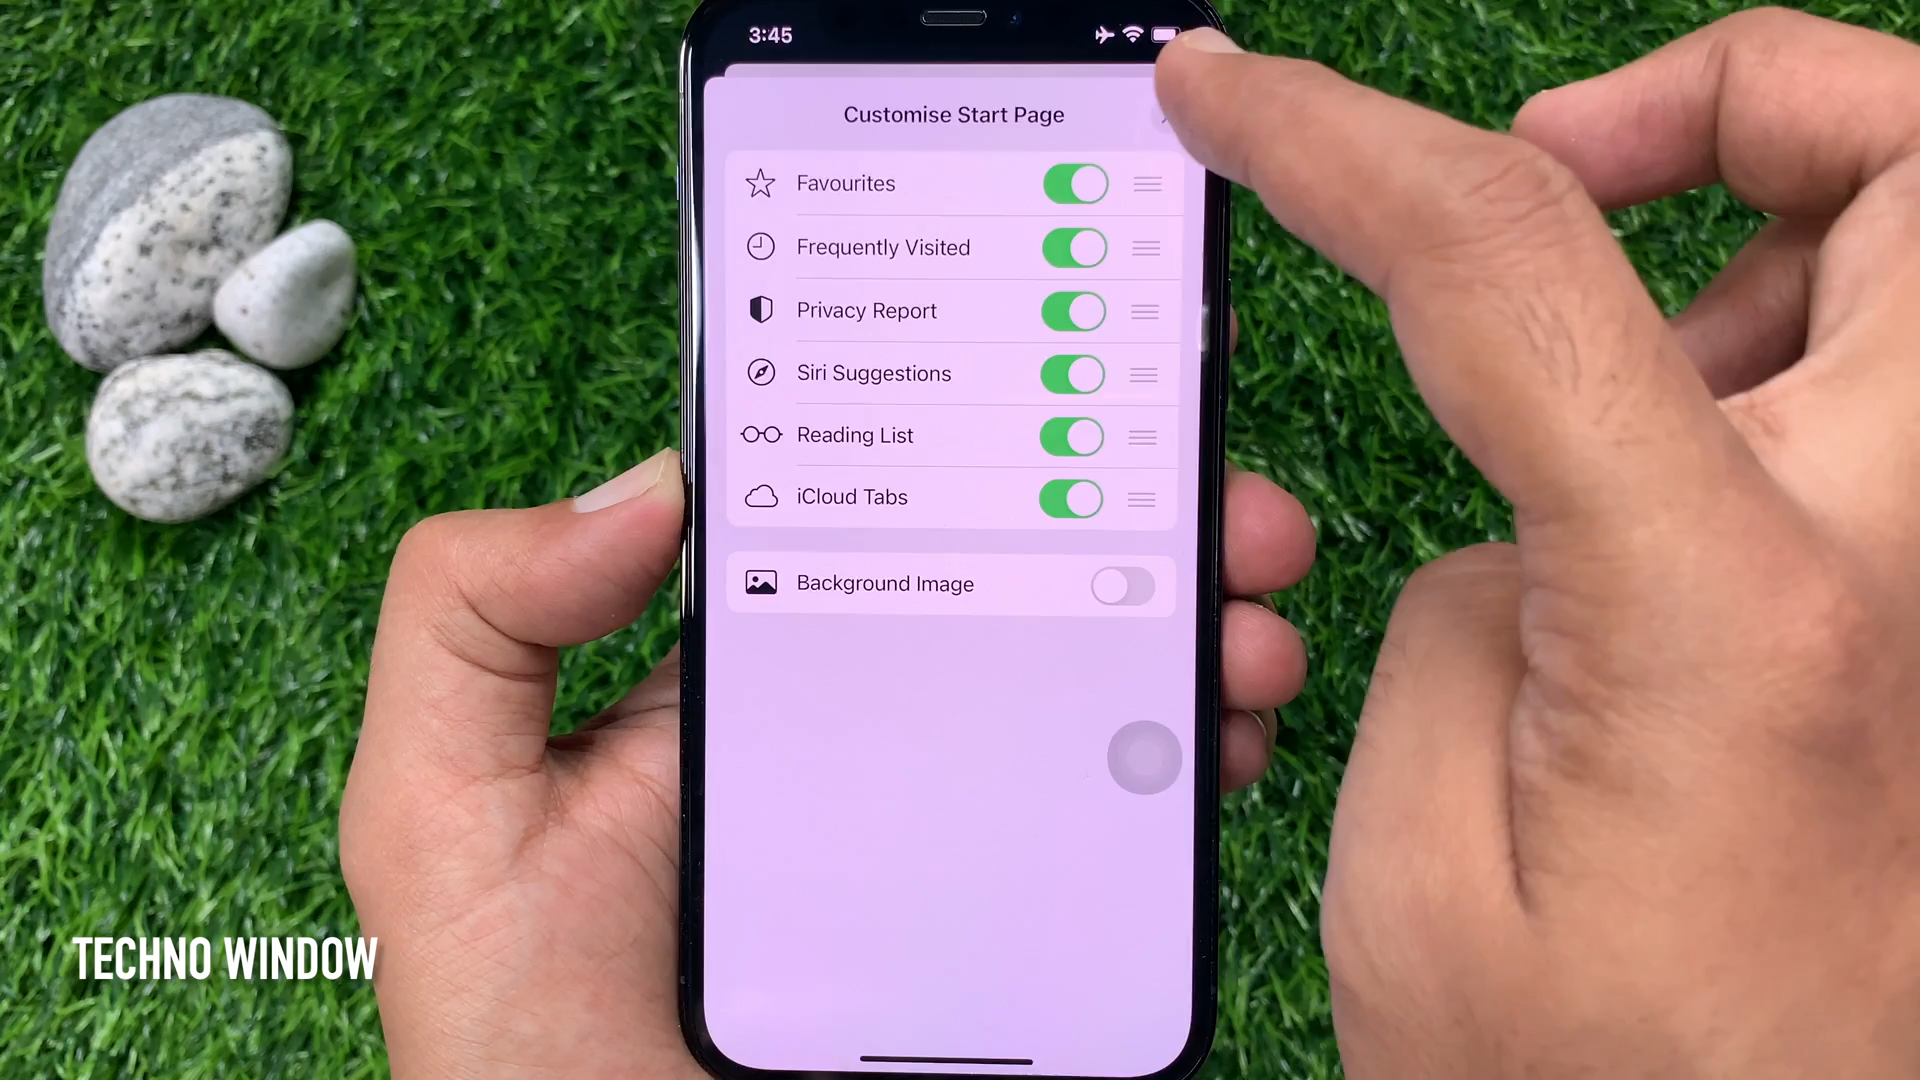 3:45
Customise Start Page
Favourites
Frequently Visited
Privacy Report
Siri Suggestions
Reading List
iCloud Tabs
Background Image
TECHNO WINDOW